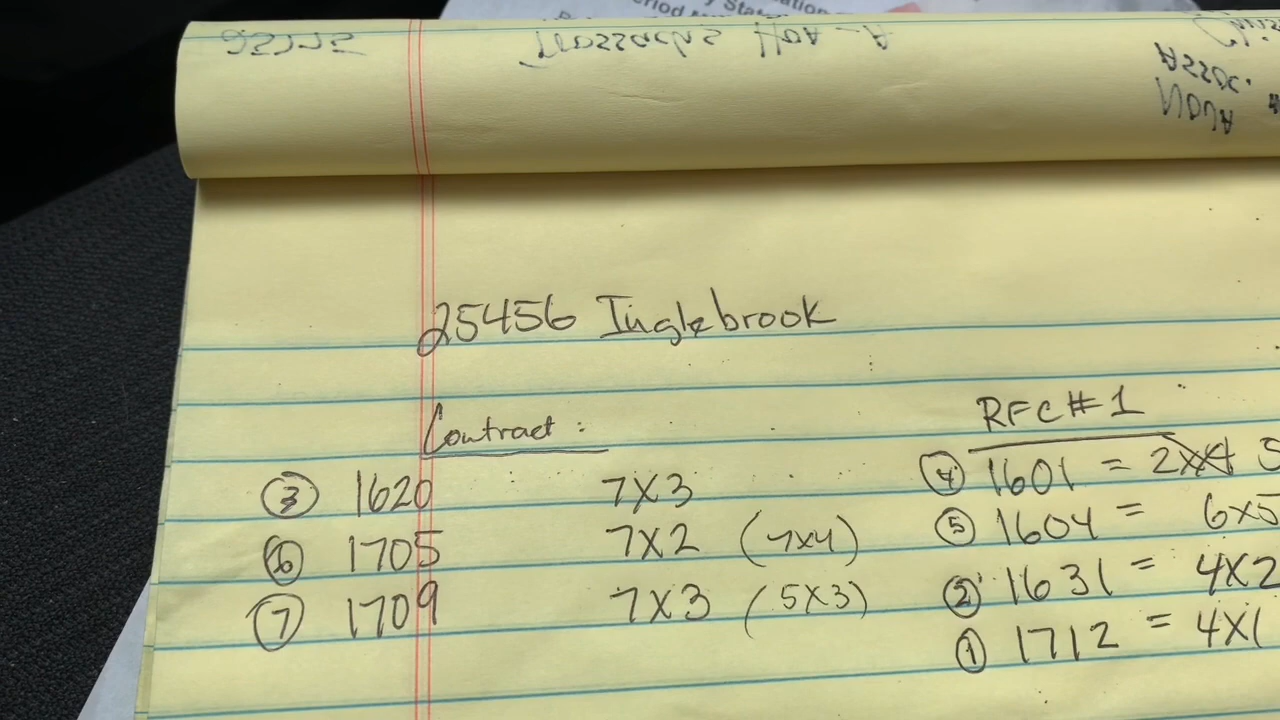 25456 Inglebrook
Contract:
③ 1620 7X3
⑥ 1705 7X2 (7X4)
⑦ 1709 7X3 (5X3)
RFC #1
④ 1601 = 2
⑤ 1604 = 6X5
② 1631 = 4X2
① 1712 = 4X1